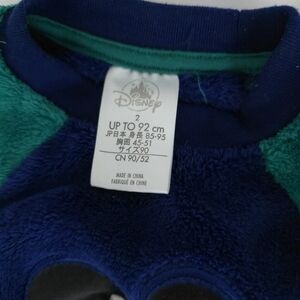 Disney
2
UP TO 92 cm
JP日本 身長 85-95
胸囲 45-51
サイズ90
CN 90/52
MADE IN CHINA
FABRIQUÉ EN CHINE